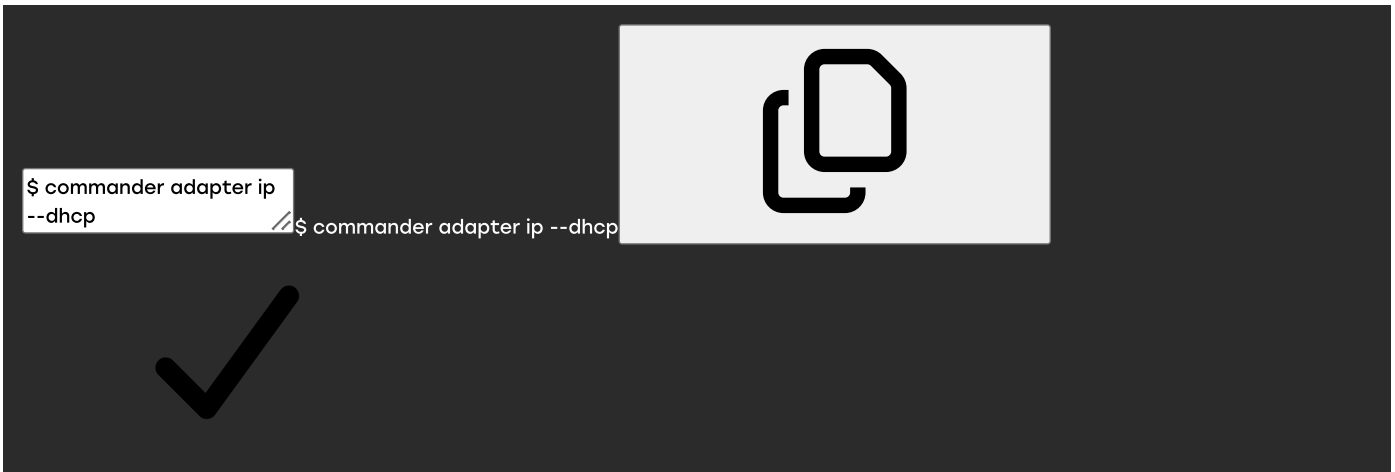 $ commander adapter ip
--dhcp
$ commander adapter ip --dhcp